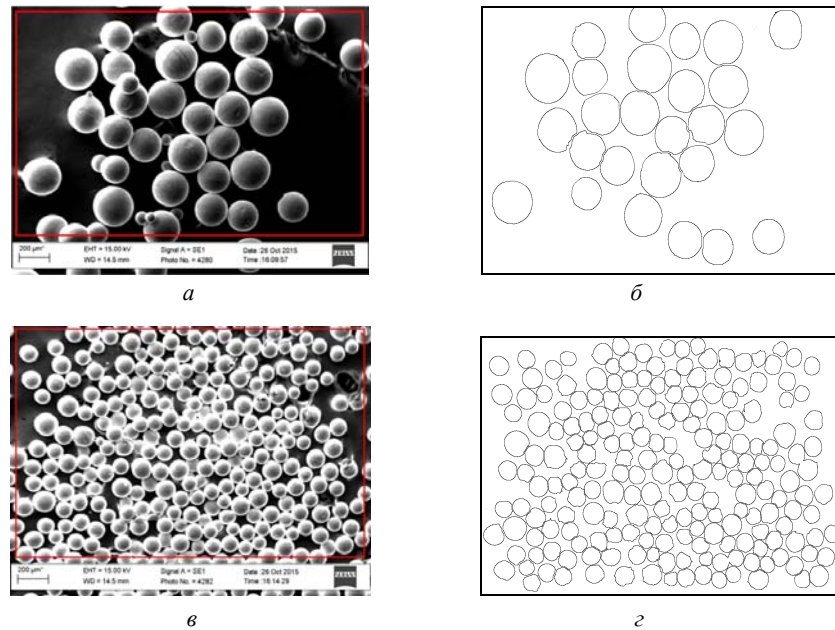 200 µm* EHT = 15.00 kV Signal A = SE1 Date :26 Oct 2015 ZEISS
WD = 14.5 mm Photo No. = 4280 Time :16:09:57
а б
200 µm* EHT = 15.00 kV Signal A = SE1 Date :26 Oct 2015 ZEISS
WD = 14.5 mm Photo No. = 4282 Time :16:14:29
в г